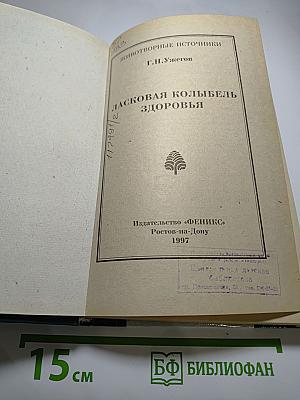 ЖИВОТВОРНЫЕ ИСТОЧНИКИ
Г.Н.Ужегов
ЛАСКОВАЯ КОЛЫБЕЛЬ
ЗДОРОВЬЯ
Издательство «ФЕНИКС»
Ростов-на-Дону
1997
15 см
БФ БИБЛИОФАН